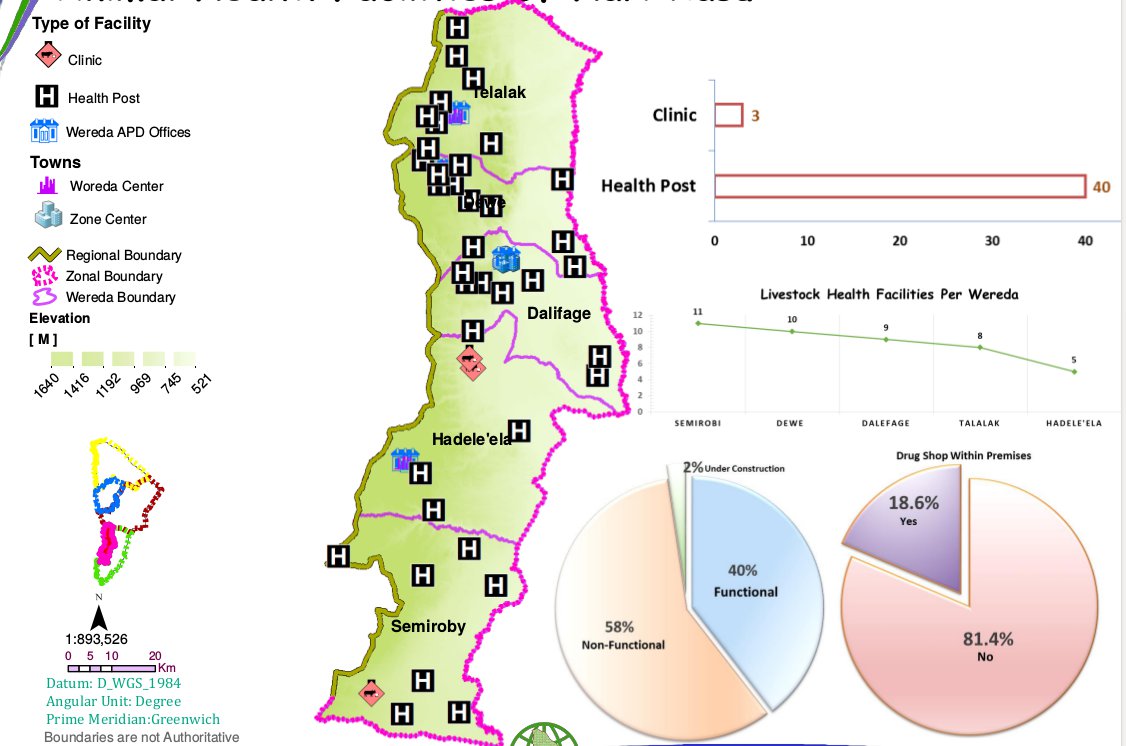 Type of Facility
Clinic
Health Post
Wereda APD Offices
Towns
Woreda Center
Zone Center
Regional Boundary
Zonal Boundary
Wereda Boundary
Elevation
[ M ]
1640 1416 1192 969 745 521
N
1:893,526
0 5 10 20
Km
Datum: D_WGS_1984
Angular Unit: Degree
Prime Meridian:Greenwich
Boundaries are not Authoritative
Telalak
Dewe
Dalifage
Hadele'ela
Semiroby
Clinic 3
Health Post 40
0 10 20 30 40
Livestock Health Facilities Per Wereda
12
10
8
6
4
2
0
11 10 9 8 5
SEMIROBI DEWE DALEFAGE TALALAK HADELE'ELA
2% Under Construction
40%
Functional
58%
Non-Functional
Drug Shop Within Premises
18.6%
Yes
81.4%
No